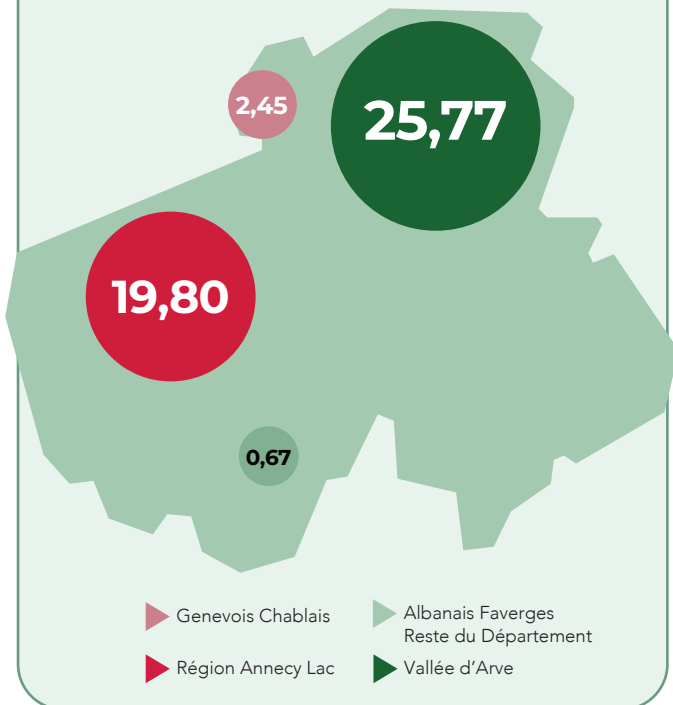 2,45
25,77
19,80
0,67
Genevois Chablais
Albanais Faverges
Reste du Département
Région Annecy Lac
Vallée d'Arve